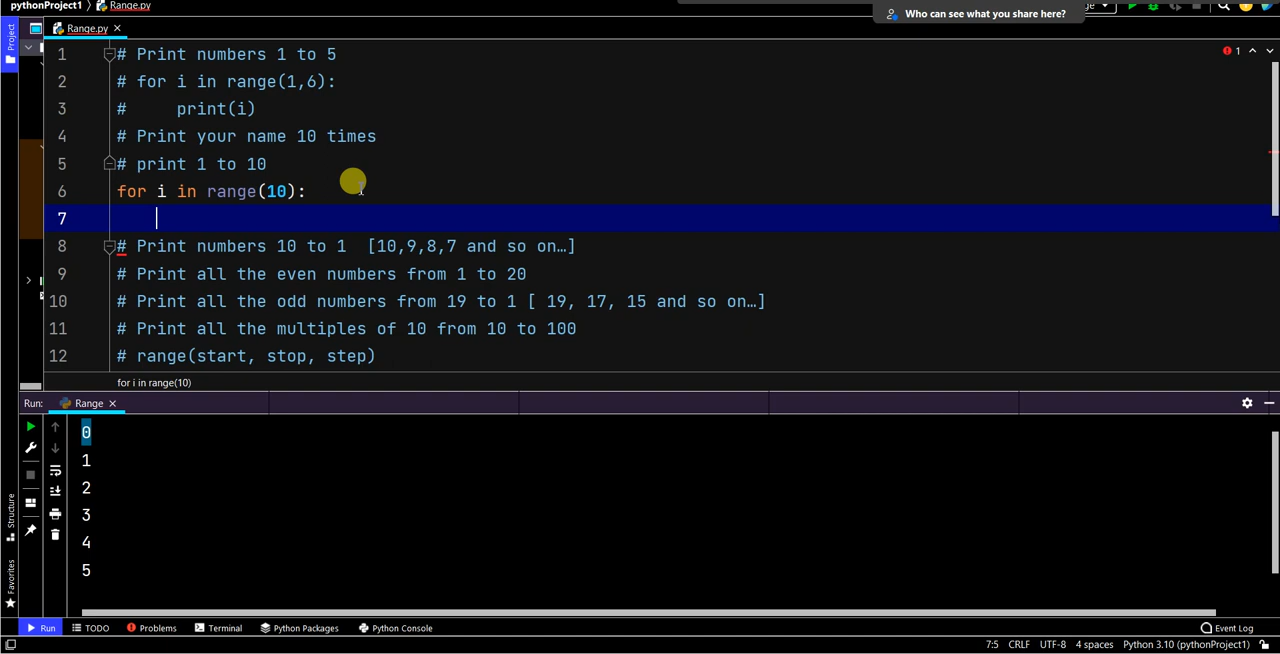 pythonProject1 › Range.py
Who can see what you share here?
Project
Range.py
1 # Print numbers 1 to 5
2 # for i in range(1,6):
3 #     print(i)
4 # Print your name 10 times
5 # print 1 to 10
6 for i in range(10):
7
8 # Print numbers 10 to 1  [10,9,8,7 and so on…]
9 # Print all the even numbers from 1 to 20
10 # Print all the odd numbers from 19 to 1 [ 19, 17, 15 and so on…]
11 # Print all the multiples of 10 from 10 to 100
12 # range(start, stop, step)
1
for i in range(10)
Run: Range
0
1
2
3
4
5
Structure
Favorites
Run TODO Problems Terminal Python Packages Python Console Event Log
7:5 CRLF UTF-8 4 spaces Python 3.10 (pythonProject1)